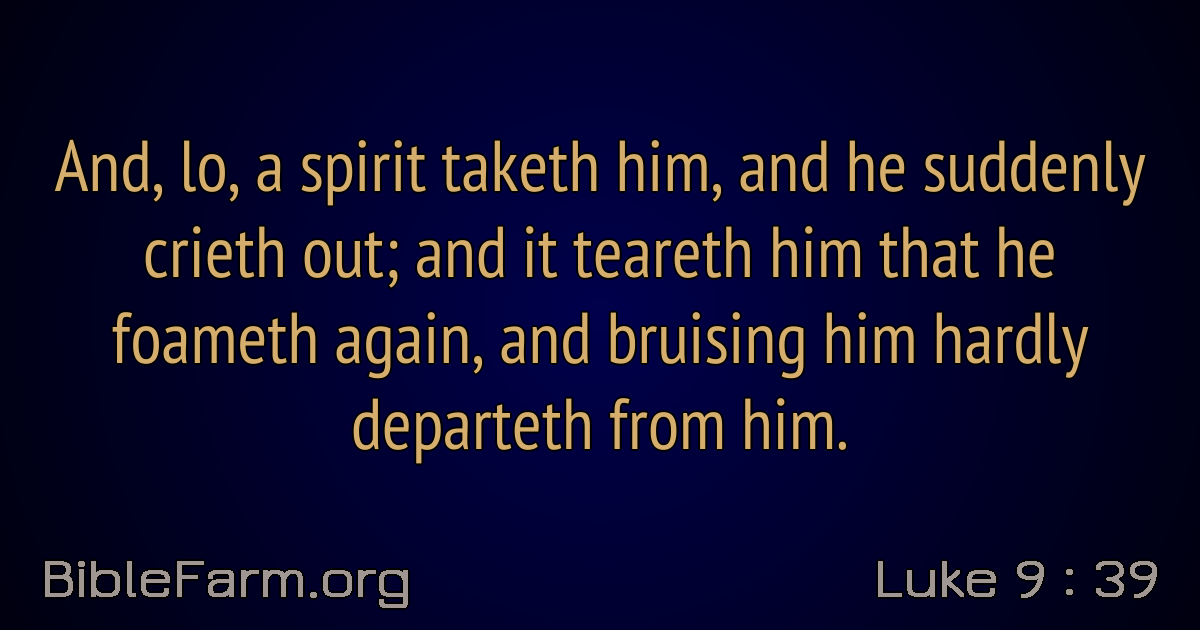 And, lo, a spirit taketh him, and he suddenly
crieth out; and it teareth him that he
foameth again, and bruising him hardly
departeth from him.
BibleFarm.org
Luke 9 : 39